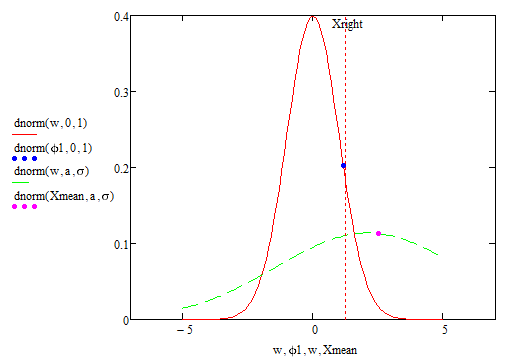 0.4
Xright
0.3
dnorm(w,0,1)
dnorm(ϕ1,0,1)
dnorm(w,a,σ)
dnorm(Xmean,a,σ)
0.2
0.1
0
−5
0
5
w,ϕ1,w,Xmean